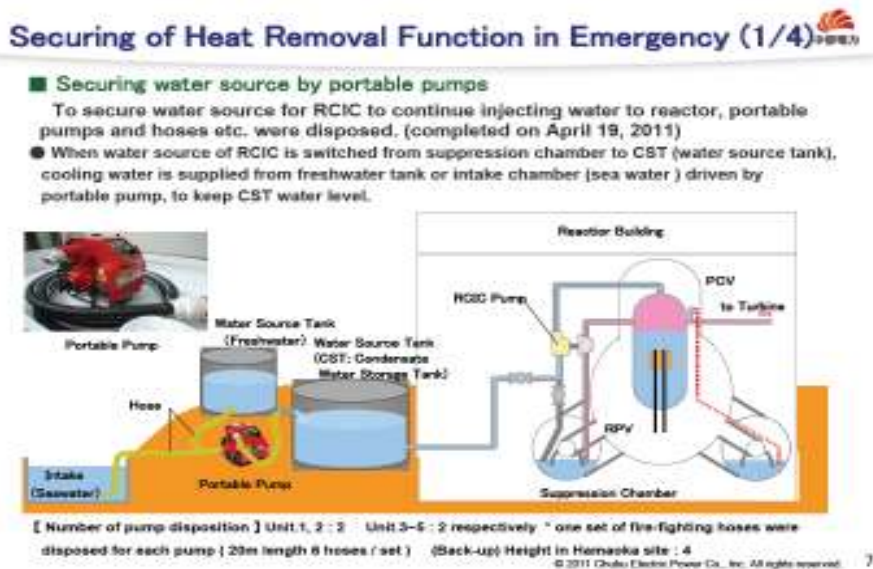 Securing of Heat Removal Function in Emergency (1/4)
中部電力
■ Securing water source by portable pumps
To secure water source for RCIC to continue injecting water to reactor, portable
pumps and hoses etc. were disposed. (completed on April 19, 2011)
● When water source of RCIC is switched from suppression chamber to CST (water source tank),
cooling water is supplied from freshwater tank or intake chamber (sea water ) driven by
portable pump, to keep CST water level.
Reactior Building
PCV
RCIC Pump
to Turbine
Water Source Tank
(Freshwater)
Portable Pump
Water Source Tank
(CST: Condensate
Water Storage Tank)
Hose
RPV
Intake
(Seawater)
Portable Pump
Suppression Chamber
[ Number of pump disposition ] Unit.1, 2 : 2 Unit.3-5 : 2 respectively * one set of fire-fighting hoses were
disposed for each pump ( 20m length 6 hoses / set ) (Back-up) Height in Hamaoka site : 4
© 2011 Chubu Electric Power Co., Inc. All rights reserved.
7